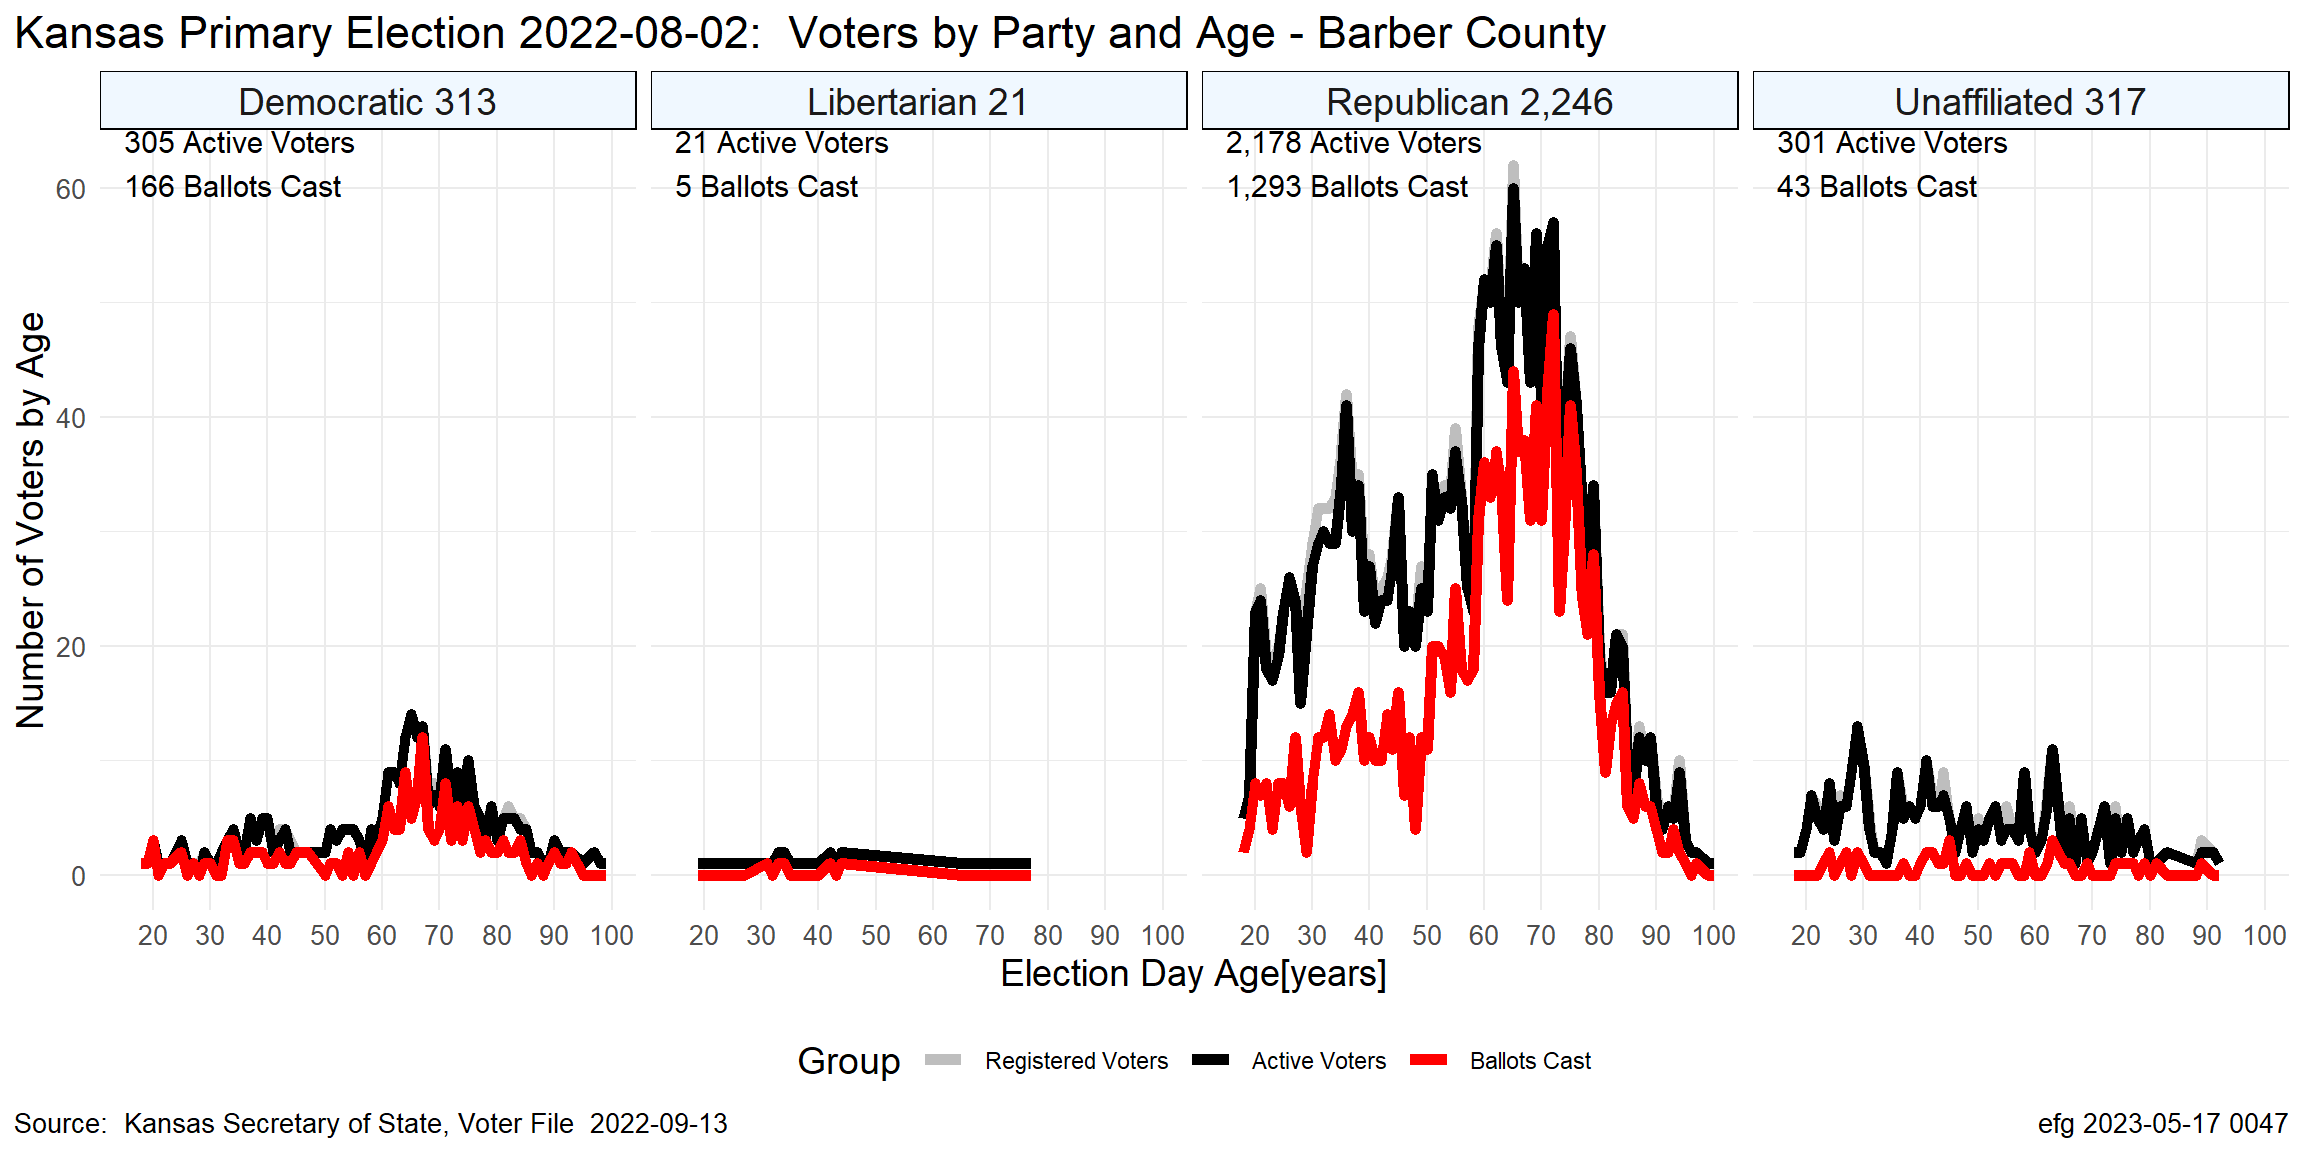 Kansas Primary Election 2022-08-02:  Voters by Party and Age - Barber County
Democratic 313
Libertarian 21
Republican 2,246
Unaffiliated 317
305 Active Voters
166 Ballots Cast
21 Active Voters
5 Ballots Cast
2,178 Active Voters
1,293 Ballots Cast
301 Active Voters
43 Ballots Cast
Number of Voters by Age
60
40
20
0
20 30 40 50 60 70 80 90 100
20 30 40 50 60 70 80 90 100
20 30 40 50 60 70 80 90 100
20 30 40 50 60 70 80 90 100
Election Day Age[years]
Group Registered Voters Active Voters Ballots Cast
Source:  Kansas Secretary of State, Voter File  2022-09-13
efg 2023-05-17 0047